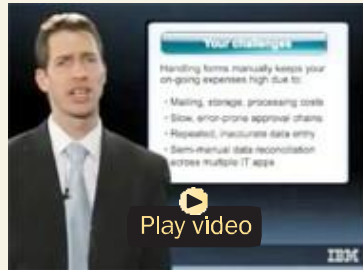 Your challenges
Handling forms manually keeps your
on-going expenses high due to:
- Mailing, storage, processing costs
- Slow, error-prone approval chains
- Repeated, inaccurate data entry
- Semi-manual data reconciliation
across multiple IT apps
Play video
IBM